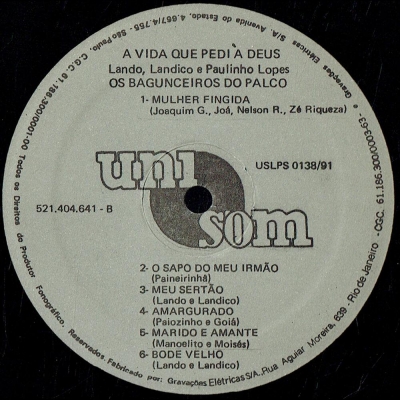 A VIDA QUE PEDI À DEUS
Lando, Landico e Paulinho Lopes
OS BAGUNCEIROS DO PALCO
1- MULHER FINGIDA
(Joaquim G., Joá, Nelson R., Zé Riqueza)
uni
som
USLPS 0138/91
521.404.641 - B
2- O SAPO DO MEU IRMÃO
(Paineirinhã)
3- MEU SERTÃO
(Lando e Landico)
4- AMARGURADO
(Paiozinho e Goiá)
5- MARIDO E AMANTE
(Mancelito e Moisés)
6- BODE VELHO
(Lando e Landico)
Todos os Direitos do Produtor Fonográfico. Reservados. Fabricado por: Gravações Elétricas S/A. Rua Aguiar Moreira, 639 - Rio de Janeiro - CGC. 61.186.300/0003-63 - e Gravações Elétricas S/A. Avenida do Estado, 4.667/4.755 - São Paulo. C.G.C. 61.186.300/0001-00